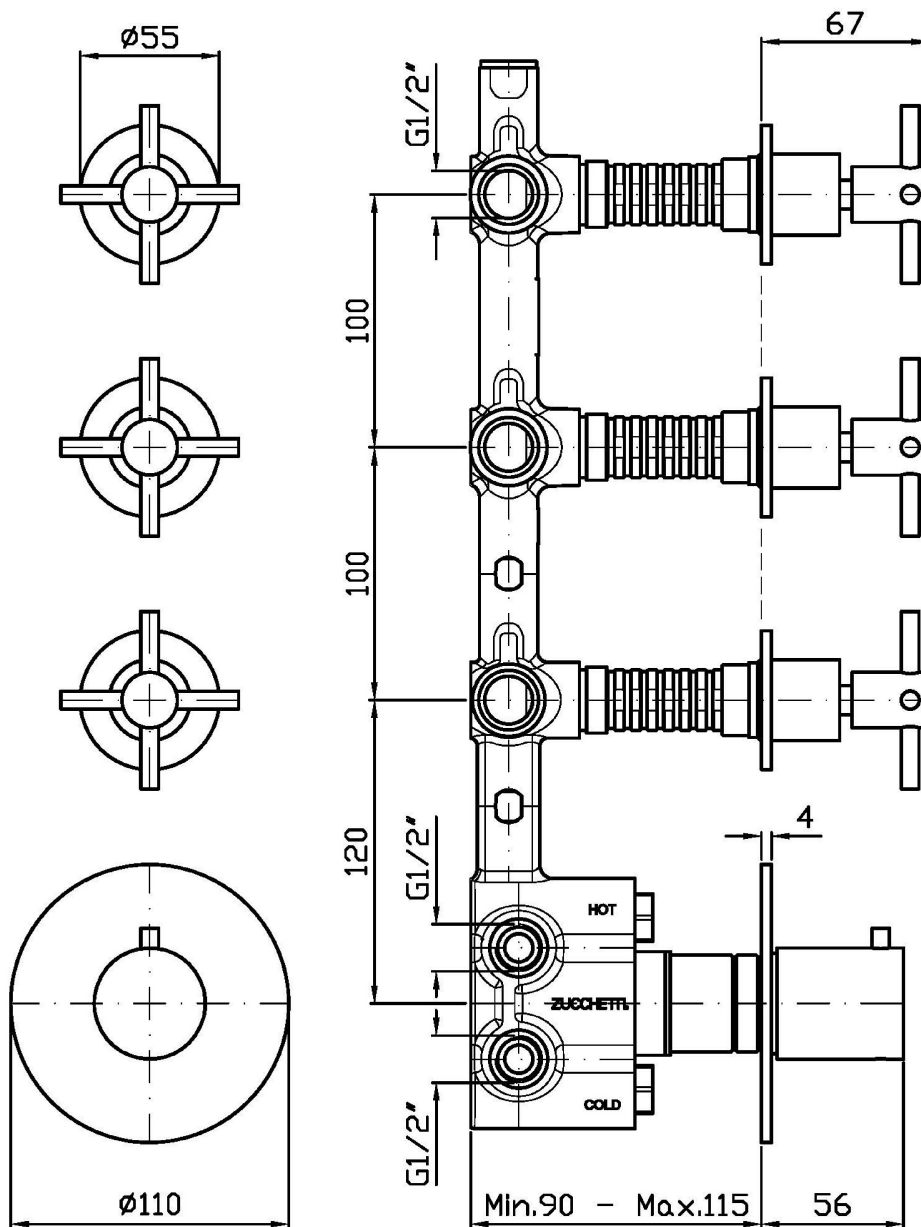 ø55
67
G1/2"
100
100
4
120
G1/2"
HOT
ZUCCHETTI.
COLD
G1/2"
ø110
Min.90 - Max.115
56